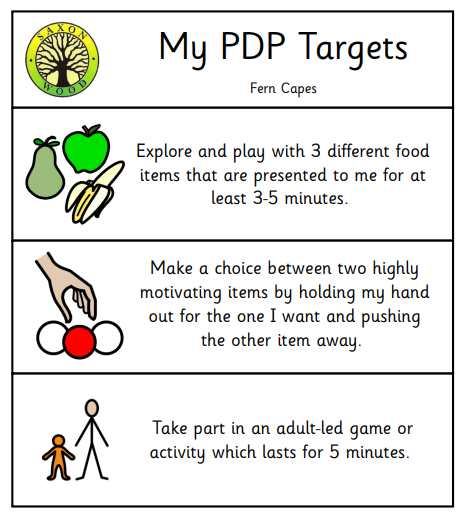 SAXON
WOOD
My PDP Targets
Fern Capes
Explore and play with 3 different food
items that are presented to me for at
least 3-5 minutes.
Make a choice between two highly
motivating items by holding my hand
out for the one I want and pushing
the other item away.
Take part in an adult-led game or
activity which lasts for 5 minutes.